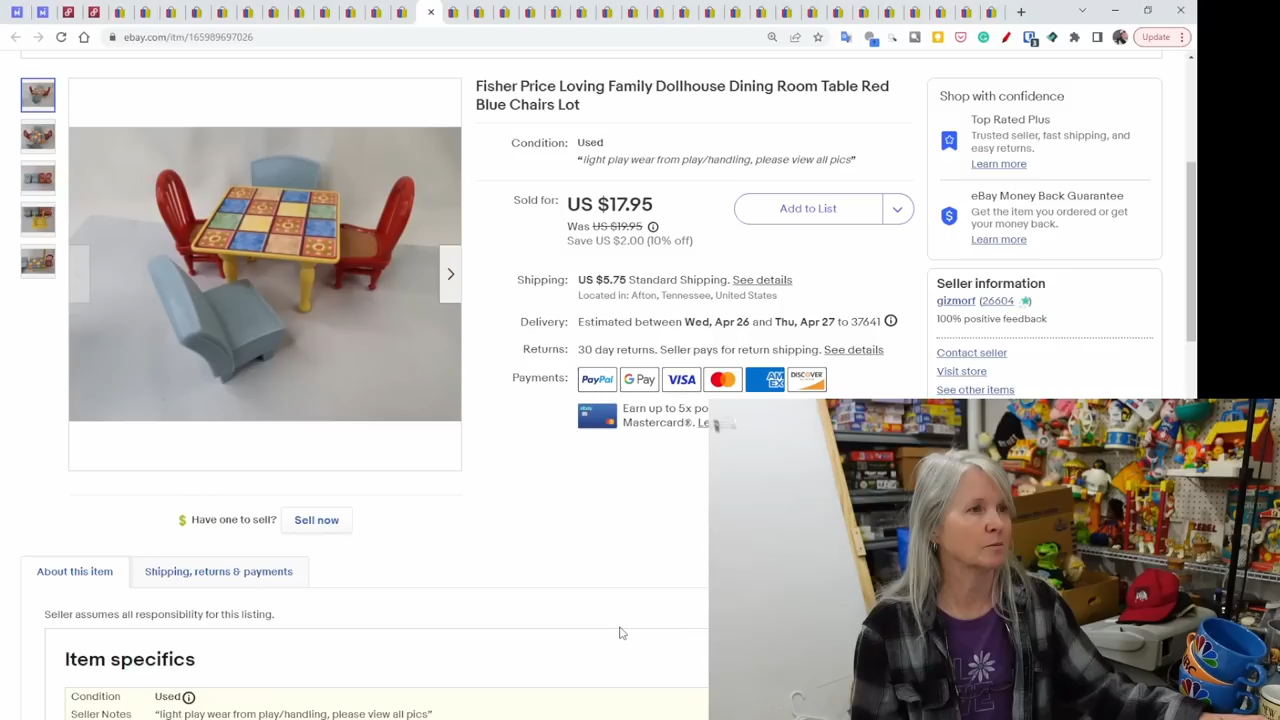 ebay.com/itm/165989697026
Update
Fisher Price Loving Family Dollhouse Dining Room Table Red
Blue Chairs Lot
Condition: Used
“light play wear from play/handling, please view all pics”
Sold for: US $17.95
Was US $19.95
Save US $2.00 (10% off)
Add to List
Shipping: US $5.75 Standard Shipping. See details
Located in: Afton, Tennessee, United States
Delivery: Estimated between Wed, Apr 26 and Thu, Apr 27 to 37641
Returns: 30 day returns. Seller pays for return shipping. See details
Payments: PayPal G Pay VISA AM EX DISCOVER
Earn up to 5x po
Mastercard®. Le
Shop with confidence
Top Rated Plus
Trusted seller, fast shipping, and
easy returns.
Learn more
eBay Money Back Guarantee
Get the item you ordered or get
your money back.
Learn more
Seller information
gizmorf (26604)
100% positive feedback
Contact seller
Visit store
See other items
Have one to sell? Sell now
About this item
Shipping, returns & payments
Seller assumes all responsibility for this listing.
Item specifics
Condition Used
Seller Notes “light play wear from play/handling, please view all pics”